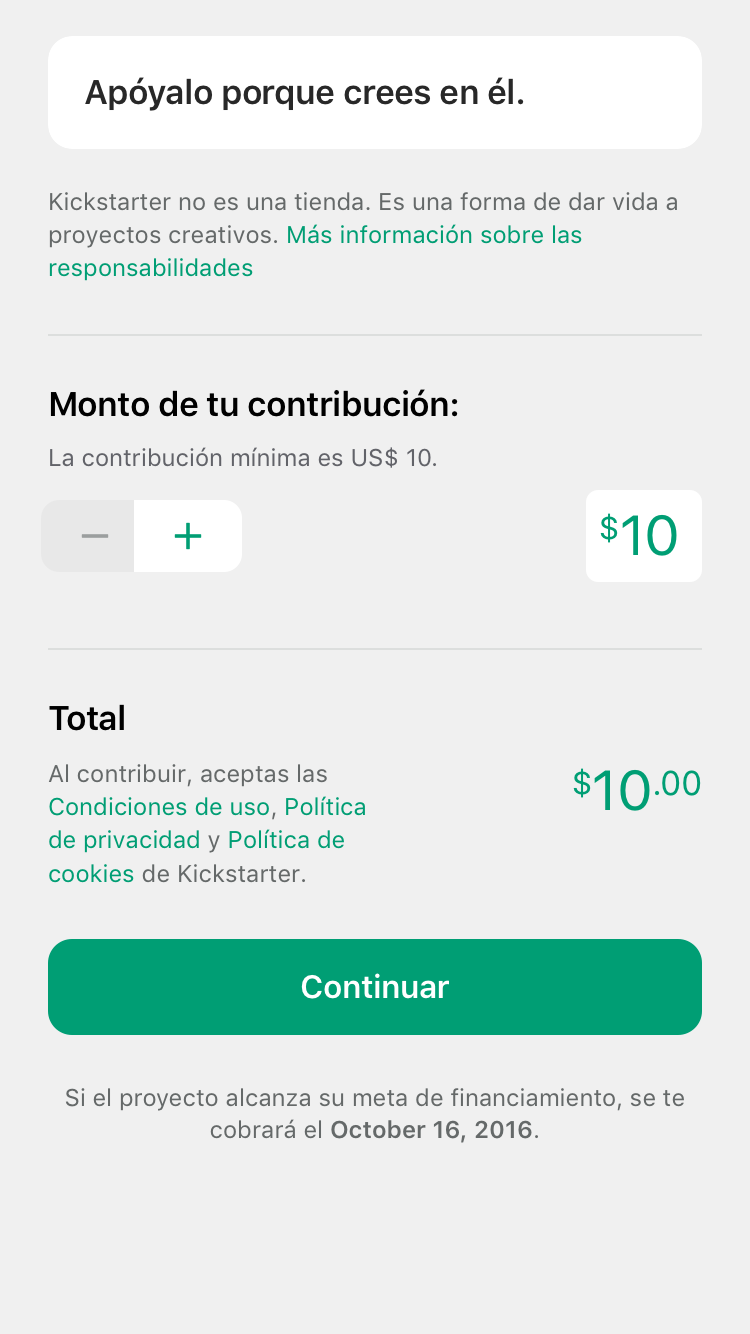 Apóyalo porque crees en él.
Kickstarter no es una tienda. Es una forma de dar vida a
proyectos creativos. Más información sobre las
responsabilidades
Monto de tu contribución:
La contribución mínima es US$ 10.
− +
$10
Total
Al contribuir, aceptas las
Condiciones de uso, Política
de privacidad y Política de
cookies de Kickstarter.
$10.00
Continuar
Si el proyecto alcanza su meta de financiamiento, se te
cobrará el October 16, 2016.